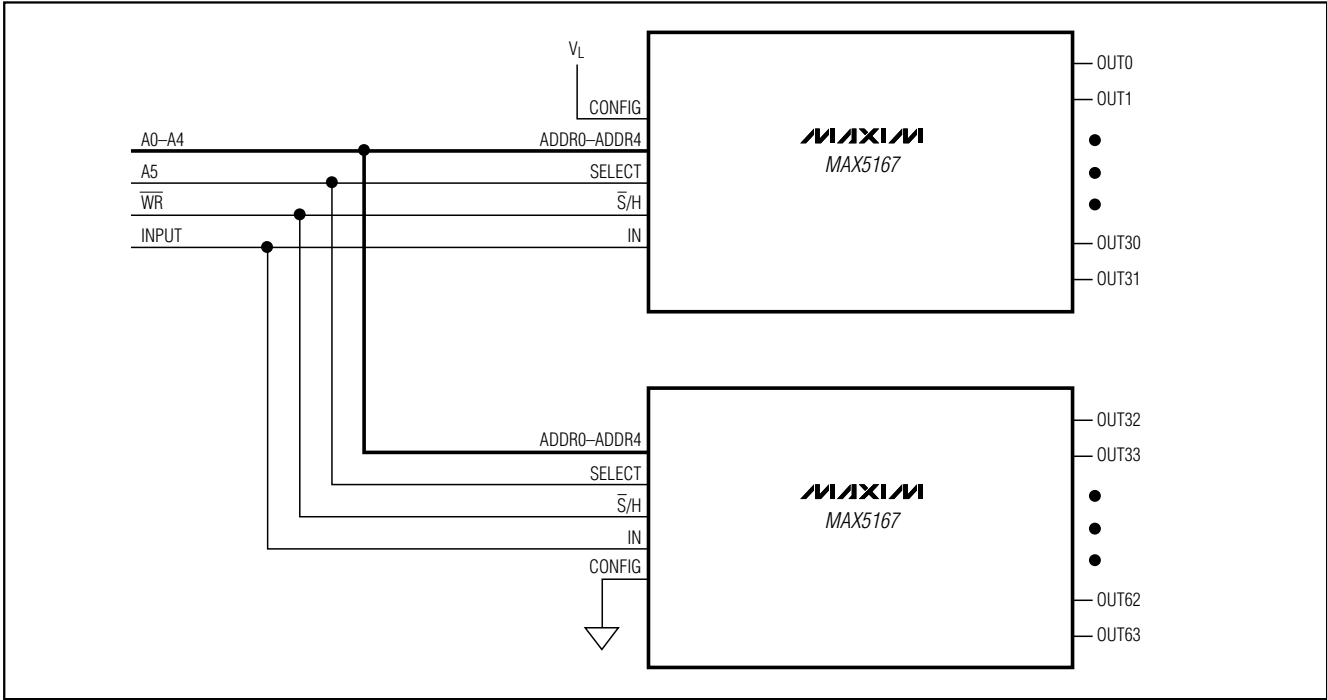 V_L
CONFIG
A0–A4
ADDR0–ADDR4
A5
SELECT
W̅R̅
S̅/H
INPUT
IN
MAXIM
MAX5167
OUT0
OUT1
OUT30
OUT31
ADDR0–ADDR4
SELECT
S̅/H
IN
CONFIG
MAXIM
MAX5167
OUT32
OUT33
OUT62
OUT63